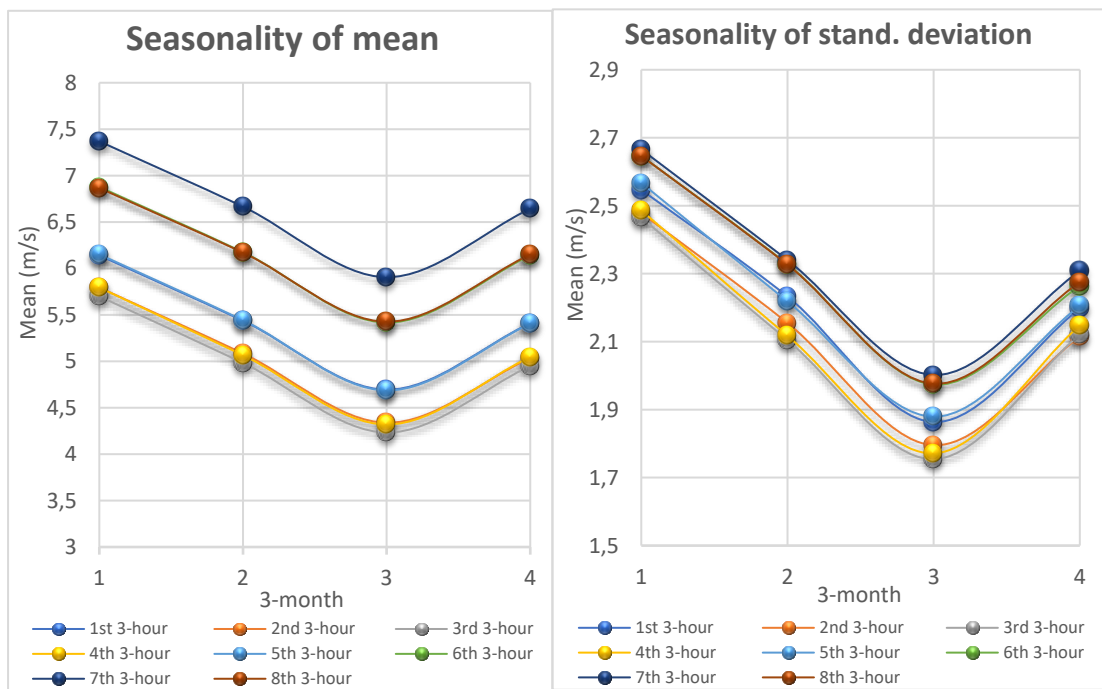 Seasonality of mean
8
7,5
7
6,5
6
5,5
5
4,5
4
3,5
3
Mean (m/s)
1 2 3 4
3-month
1st 3-hour 2nd 3-hour 3rd 3-hour
4th 3-hour 5th 3-hour 6th 3-hour
7th 3-hour 8th 3-hour
Seasonality of stand. deviation
2,9
2,7
2,5
2,3
2,1
1,9
1,7
1,5
Mean (m/s)
1 2 3 4
3-month
1st 3-hour 2nd 3-hour 3rd 3-hour
4th 3-hour 5th 3-hour 6th 3-hour
7th 3-hour 8th 3-hour